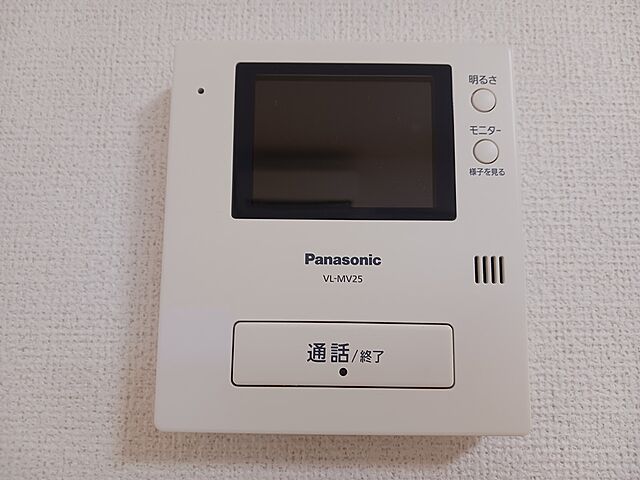 明るさ
モニター
様子を見る
Panasonic
VL-MV25
通話/終了